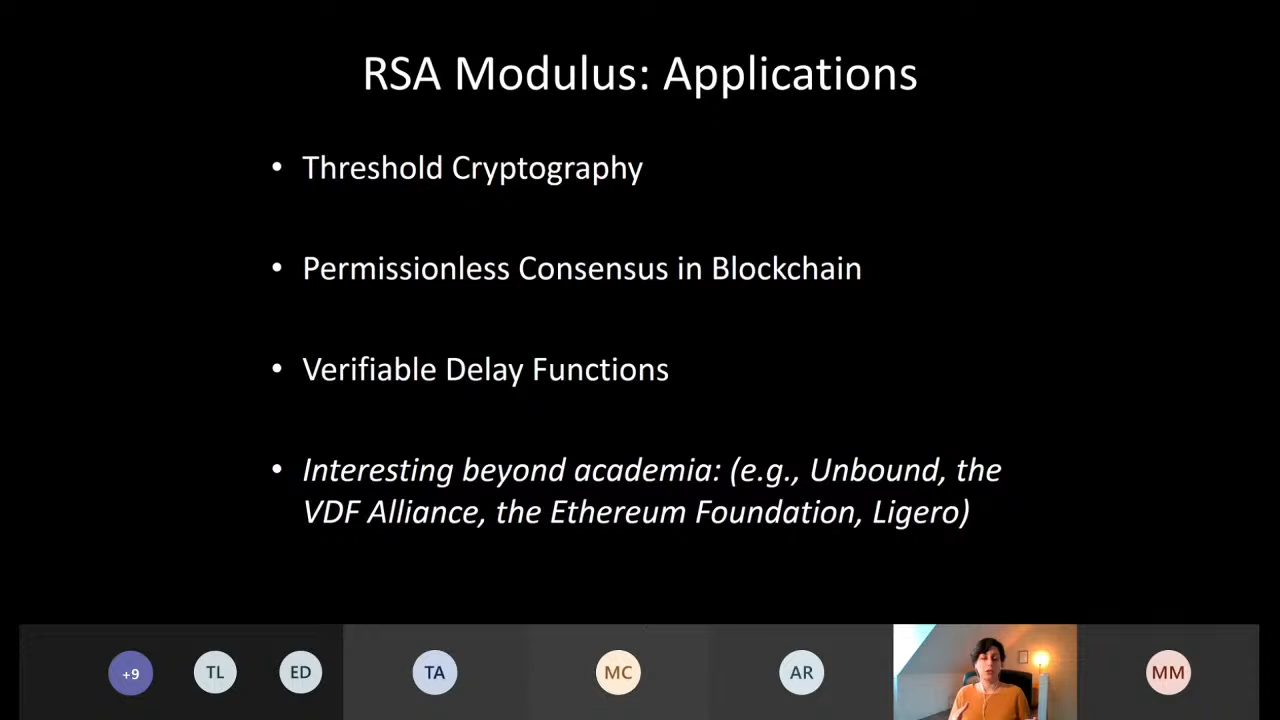 RSA Modulus: Applications
• Threshold Cryptography
• Permissionless Consensus in Blockchain
• Verifiable Delay Functions
• Interesting beyond academia: (e.g., Unbound, the
VDF Alliance, the Ethereum Foundation, Ligero)
+9 TL ED TA MC AR MM